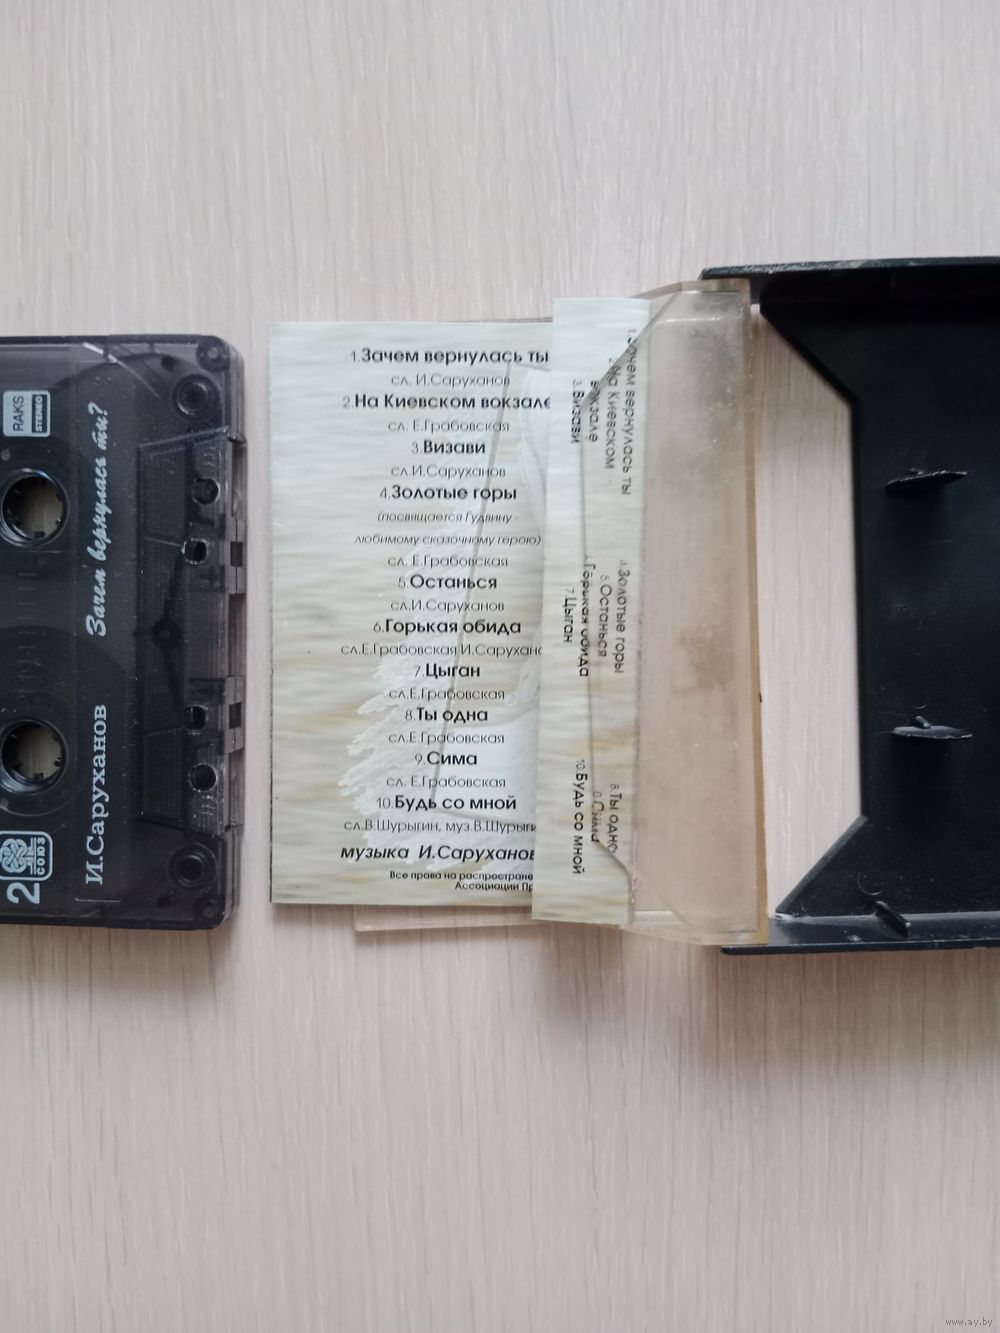 RAKS
STEREO
Зачем вернулась ты?
И.Саруханов
2
СОЮЗ
1.Зачем вернулась ты
сл. И.Саруханов
2.На Киевском вокзале
сл. Е.Грабовская
3.Визави
сл.И.Саруханов
4.Золотые горы
(посвящается Гудвину -
любимому сказочному герою)
сл. Е.Грабовская
5.Останься
сл.И.Саруханов
6.Горькая обида
сл.Е.Грабовская,И.Саруханс
7.Цыган
сл.Е.Грабовская
8.Ты одна
сл.Е.Грабовская
9.Сима
сл. Е.Грабовская
10.Будь со мной
сл.В.Шурыгин, муз.В.Шурыги
музыка И.Саруханов
Все права на распростране
Ассоциации Пр
1.Зачем вернулась ты
2.На Киевском
вокзале
3.Визави
4.Золотые горы
5.Останься
Горькая обида
7.Цыган
8.Ты одна
Сима
10.Будь со мной
www.ay.by